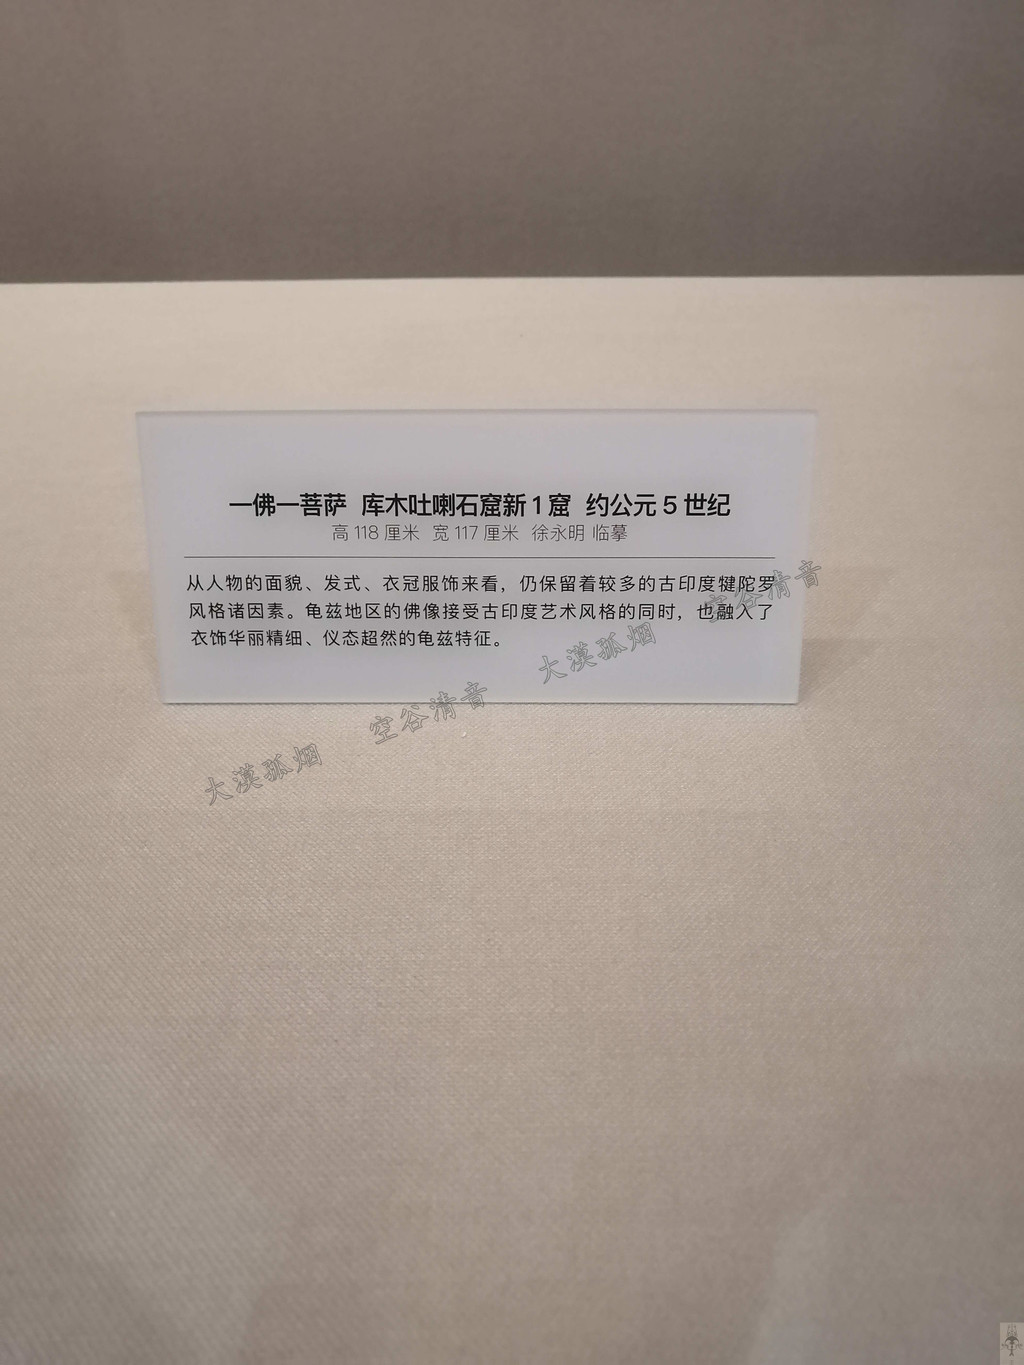 一佛一菩萨 库木吐喇石窟新1窟 约公元5世纪
高118厘米 宽117厘米 徐永明 临摹
从人物的面貌、发式、衣冠服饰来看，仍保留着较多的古印度犍陀罗
风格诸因素。龟兹地区的佛像接受古印度艺术风格的同时，也融入了
衣饰华丽精细、仪态超然的龟兹特征。
空谷清音
大漠孤烟
空谷清音
大漠孤烟